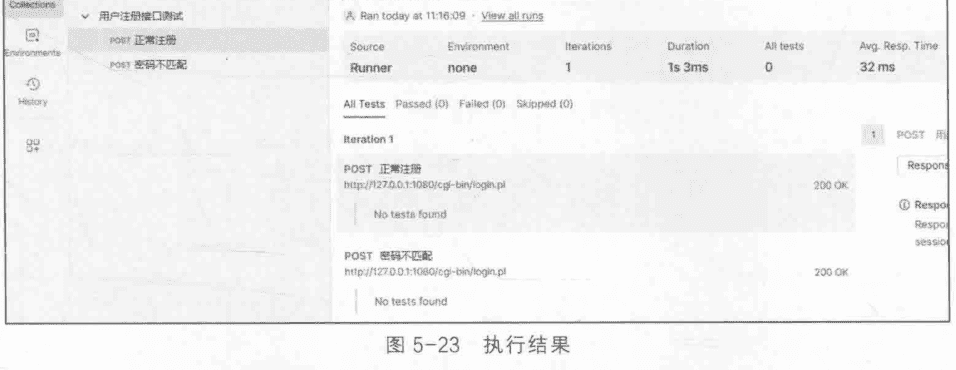 Collections
Environments
History
用户注册接口测试
POST 正常注册
POST 密码不匹配
Ran today at 11:16:09 · View all runs
Source Environment Iterations Duration All tests Avg. Resp. Time
Runner none 1 1s 3ms 0 32 ms
All Tests Passed (0) Failed (0) Skipped (0)
Iteration 1
POST 正常注册
http://127.0.0.1:1080/cgi-bin/login.pl 200 OK
No tests found
POST 密码不匹配
http://127.0.0.1:1080/cgi-bin/login.pl 200 OK
No tests found
1 POST 用
Respons
Respo
Respo
sessio
图 5-23 执行结果